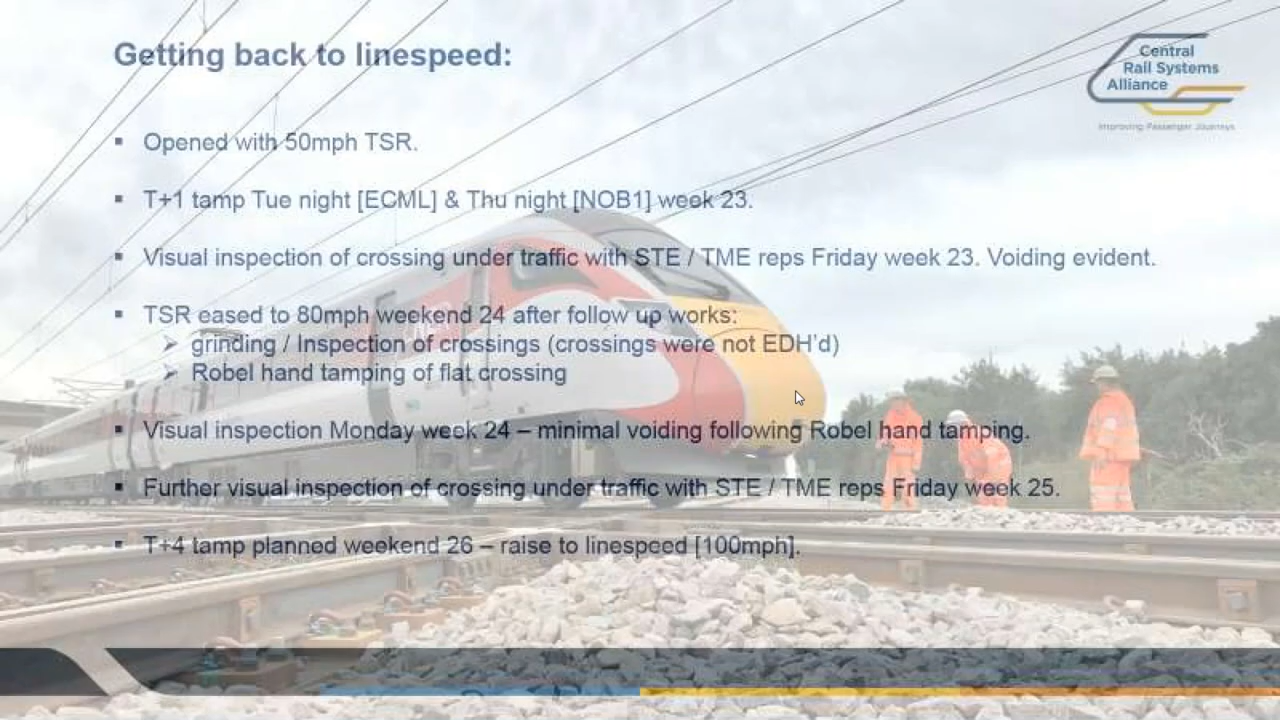 Getting back to linespeed:
Central
Rail Systems
Alliance
Improving Passenger Journeys
▪ Opened with 50mph TSR.
▪ T+1 tamp Tue night [ECML] & Thu night [NOB1] week 23.
▪ Visual inspection of crossing under traffic with STE / TME reps Friday week 23. Voiding evident.
▪ TSR eased to 80mph weekend 24 after follow up works:
➢ grinding / Inspection of crossings (crossings were not EDH'd)
➢ Robel hand tamping of flat crossing
▪ Visual inspection Monday week 24 – minimal voiding following Robel hand tamping.
▪ Further visual inspection of crossing under traffic with STE / TME reps Friday week 25.
▪ T+4 tamp planned weekend 26 – raise to linespeed [100mph].